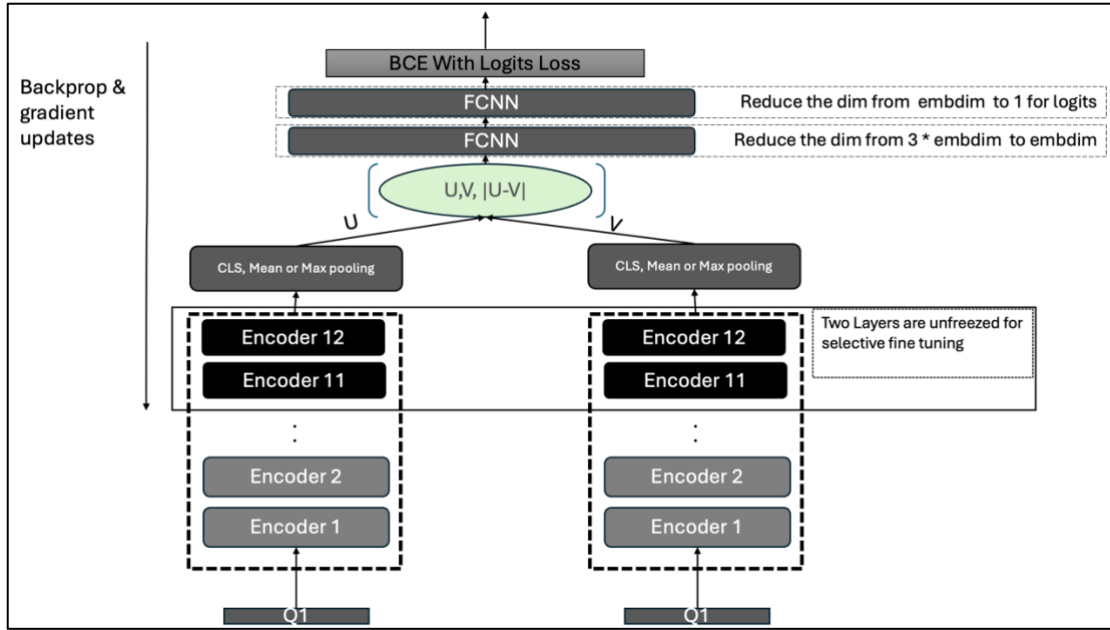 BCE With Logits Loss
Backprop &
gradient
updates
FCNN
Reduce the dim from embdim to 1 for logits
FCNN
Reduce the dim from 3 * embdim to embdim
U,V, |U-V|
U
V
CLS, Mean or Max pooling
CLS, Mean or Max pooling
Encoder 12
Encoder 12
Two Layers are unfreezed for
selective fine tuning
Encoder 11
Encoder 11
:
:
Encoder 2
Encoder 2
Encoder 1
Encoder 1
Q1
Q1